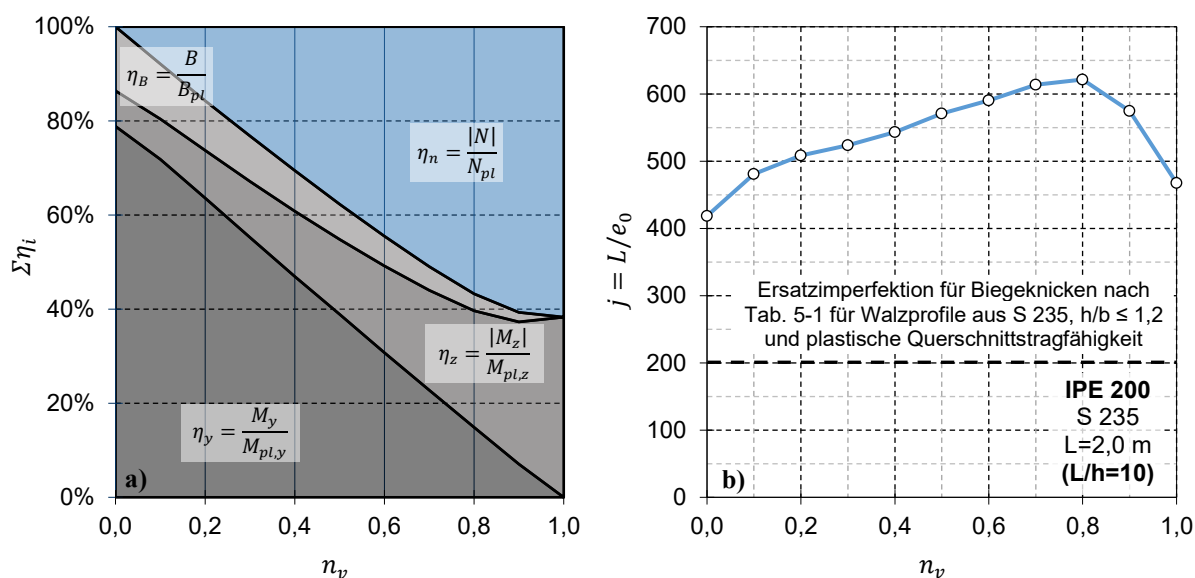 100%
80%
60%
40%
20%
0%
Ση_i
η_B = B/B_pl
η_n = |N|/N_pl
η_z = |M_z|/M_pl,z
η_y = M_y/M_pl,y
a)
0,0 0,2 0,4 0,6 0,8 1,0
n_v
700
600
500
400
300
200
100
0
j = L/e_0
Ersatzimperfektion für Biegeknicken nach
Tab. 5-1 für Walzprofile aus S 235, h/b ≤ 1,2
und plastische Querschnittstragfähigkeit
IPE 200
S 235
L=2,0 m
(L/h=10)
b)
0,0 0,2 0,4 0,6 0,8 1,0
n_v